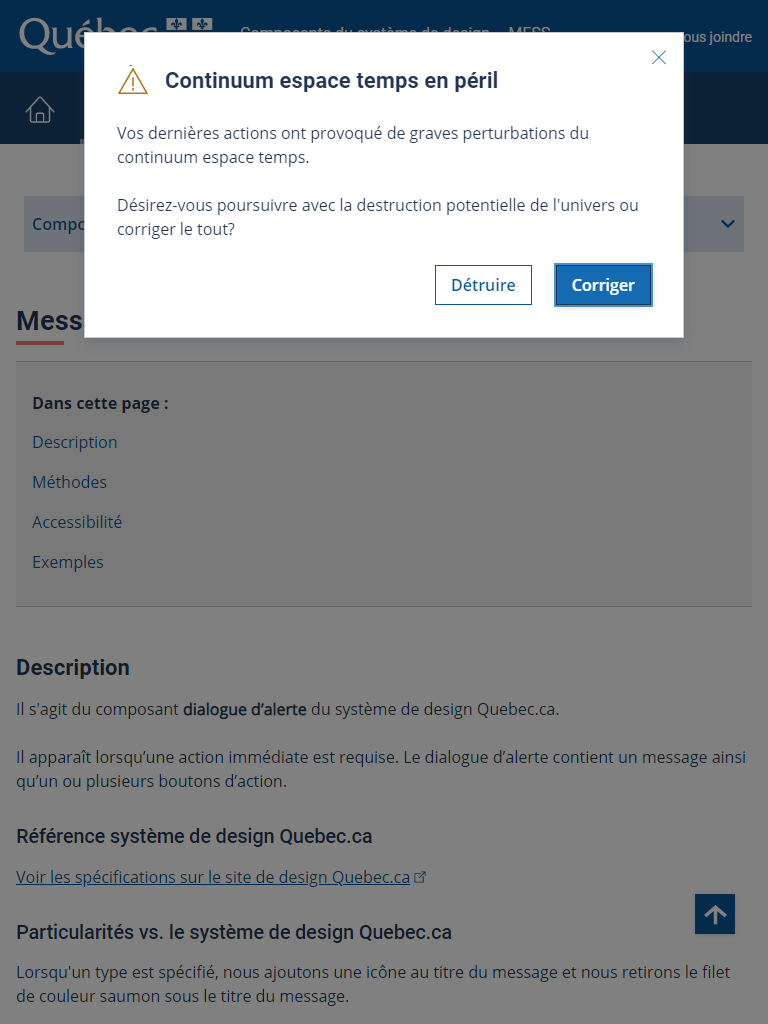 Québec
Composants du système de design - MESS
ous joindre
Continuum espace temps en péril
Vos dernières actions ont provoqué de graves perturbations du
continuum espace temps.
Désirez-vous poursuivre avec la destruction potentielle de l'univers ou
corriger le tout?
Détruire
Corriger
Compo
Mess
Dans cette page :
Description
Méthodes
Accessibilité
Exemples
Description
Il s'agit du composant dialogue d’alerte du système de design Quebec.ca.
Il apparaît lorsqu’une action immédiate est requise. Le dialogue d’alerte contient un message ainsi
qu’un ou plusieurs boutons d’action.
Référence système de design Quebec.ca
Voir les spécifications sur le site de design Quebec.ca
Particularités vs. le système de design Quebec.ca
Lorsqu'un type est spécifié, nous ajoutons une icône au titre du message et nous retirons le filet
de couleur saumon sous le titre du message.